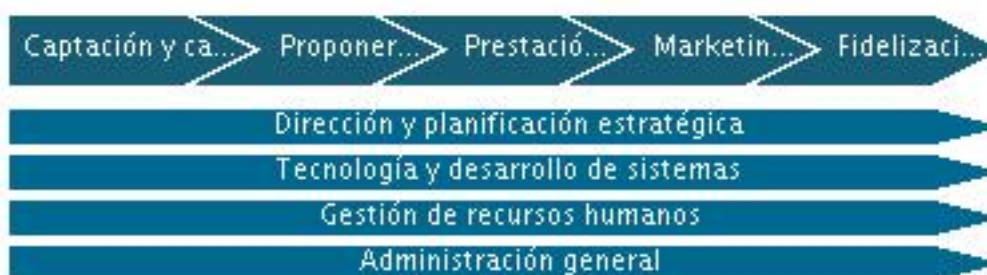 Captación y ca...
Proponer...
Prestació...
Marketin...
Fidelizaci...
Dirección y planificación estratégica
Tecnología y desarrollo de sistemas
Gestión de recursos humanos
Administración general